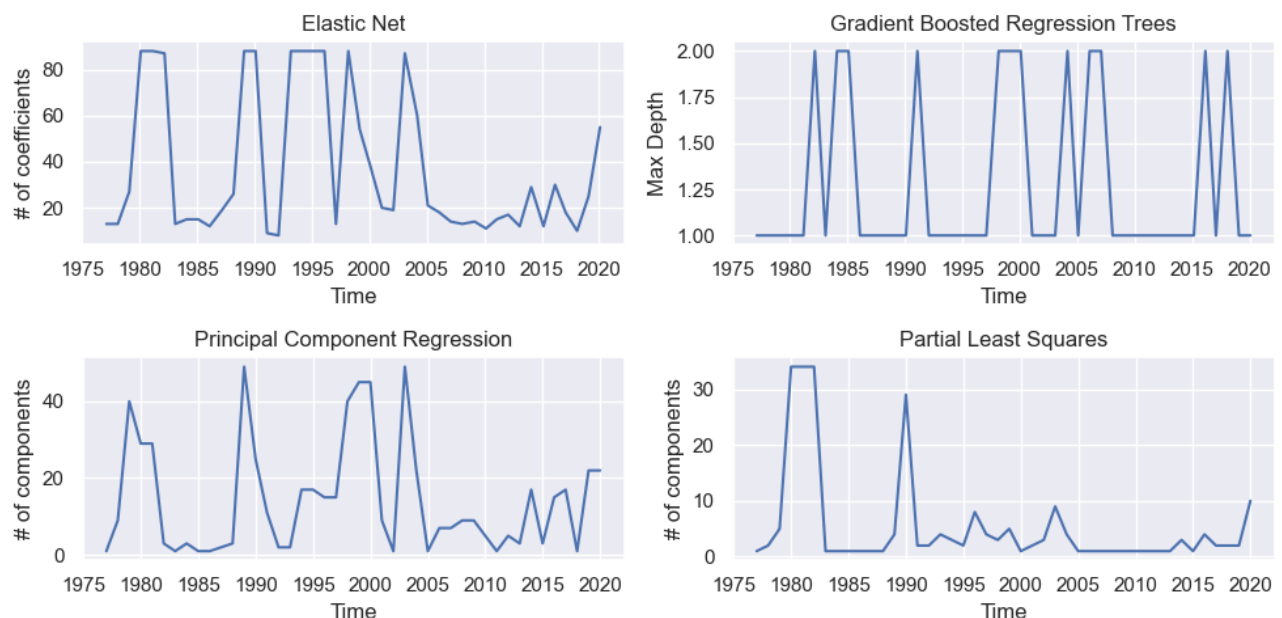 Elastic Net
# of coefficients
80
60
40
20
1975 1980 1985 1990 1995 2000 2005 2010 2015 2020
Time
Gradient Boosted Regression Trees
Max Depth
2.00
1.75
1.50
1.25
1.00
1975 1980 1985 1990 1995 2000 2005 2010 2015 2020
Time
Principal Component Regression
# of components
40
20
0
1975 1980 1985 1990 1995 2000 2005 2010 2015 2020
Time
Partial Least Squares
# of components
30
20
10
0
1975 1980 1985 1990 1995 2000 2005 2010 2015 2020
Time